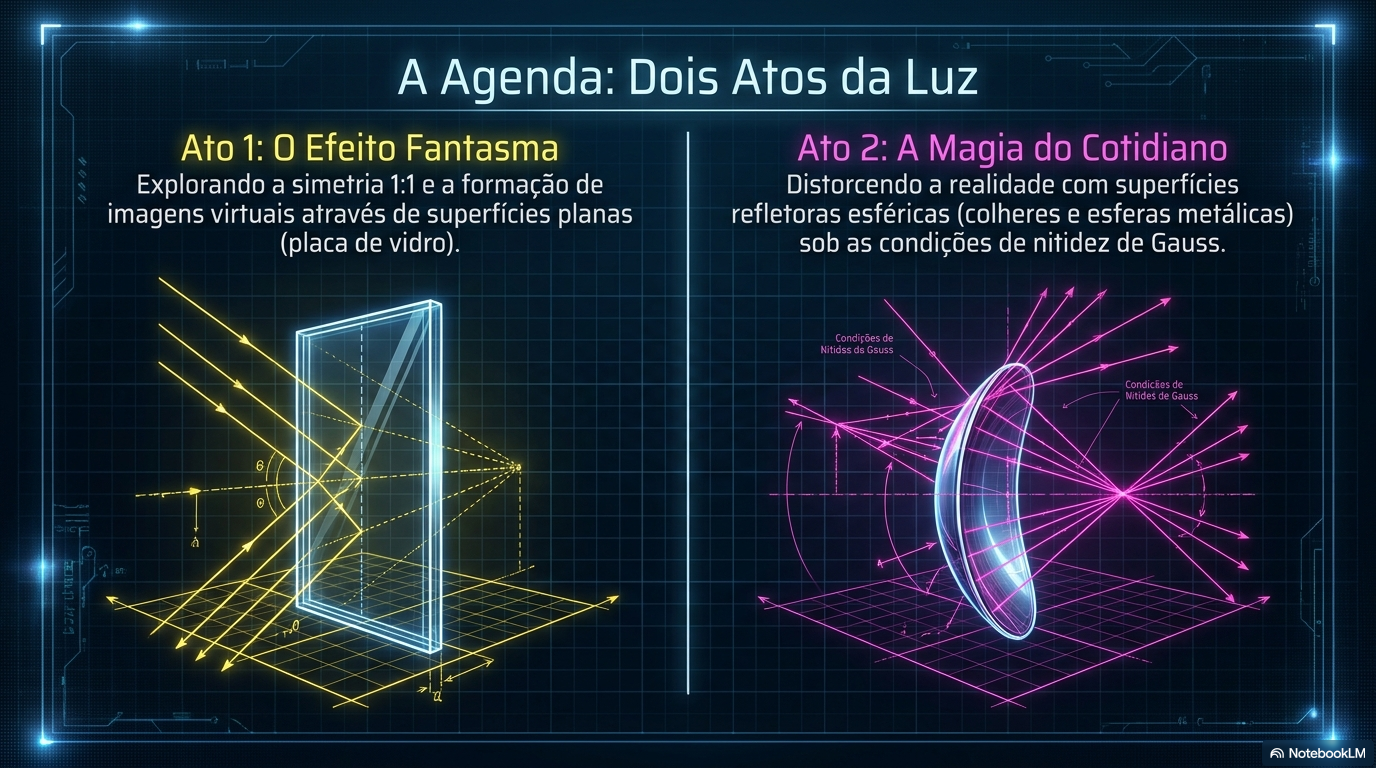 A Agenda: Dois Atos da Luz
Ato 1: O Efeito Fantasma
Explorando a simetria 1:1 e a formação de
imagens virtuais através de superfícies planas
(placa de vidro).
θ
Ato 2: A Magia do Cotidiano
Distorcendo a realidade com superfícies
refletoras esféricas (colheres e esferas metálicas)
sob as condições de nitidez de Gauss.
Condições de
Nitidss de Gsuss
Condicões de
Nitides de Gauss
NotebookLM